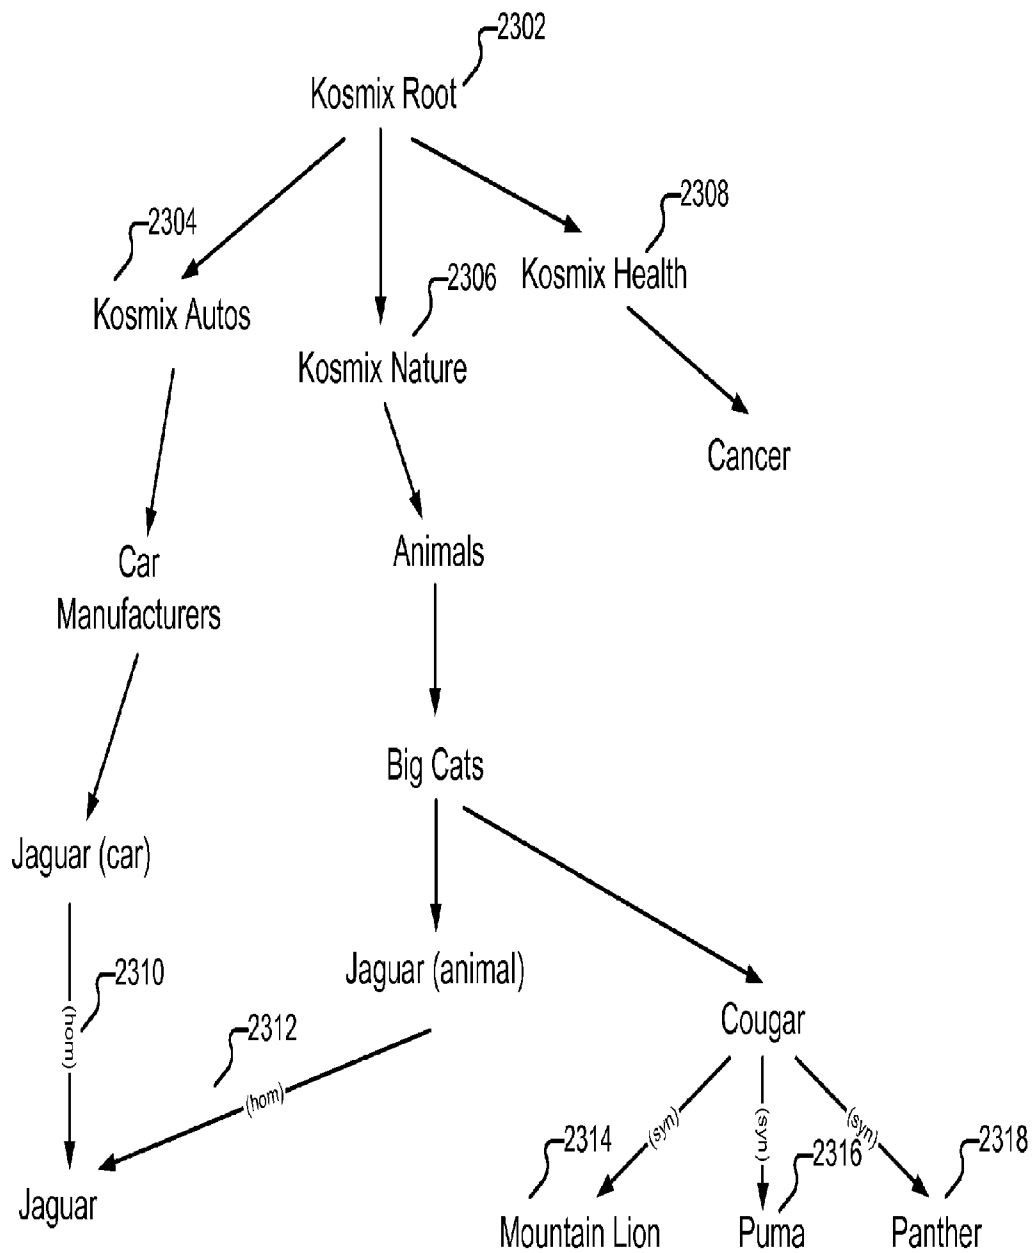 2302
Kosmix Root
2304
2308
Kosmix Autos
2306
Kosmix Health
Kosmix Nature
Cancer
Car
Manufacturers
Animals
Big Cats
Jaguar (car)
Jaguar (animal)
2310
(hom)
2312
(hom)
Cougar
(syn)
(syn)
(syn)
2314
2316
2318
Jaguar
Mountain Lion
Puma
Panther